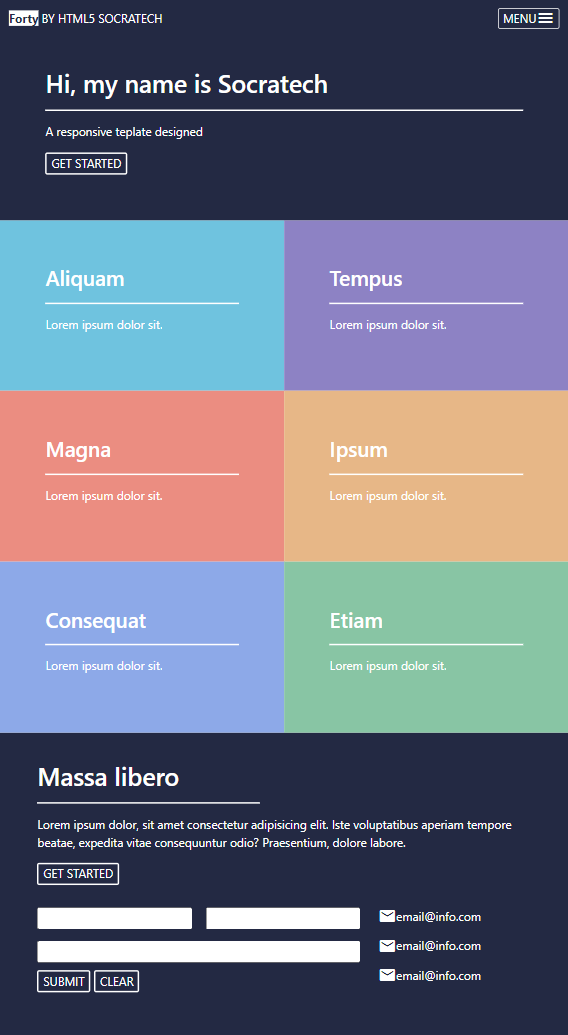 Forty BY HTML5 SOCRATECH
MENU
Hi, my name is Socratech
A responsive teplate designed
GET STARTED
Aliquam
Lorem ipsum dolor sit.
Tempus
Lorem ipsum dolor sit.
Magna
Lorem ipsum dolor sit.
Ipsum
Lorem ipsum dolor sit.
Consequat
Lorem ipsum dolor sit.
Etiam
Lorem ipsum dolor sit.
Massa libero
Lorem ipsum dolor, sit amet consectetur adipisicing elit. Iste voluptatibus aperiam tempore
beatae, expedita vitae consequuntur odio? Praesentium, dolore labore.
GET STARTED
SUBMIT
CLEAR
email@info.com
email@info.com
email@info.com